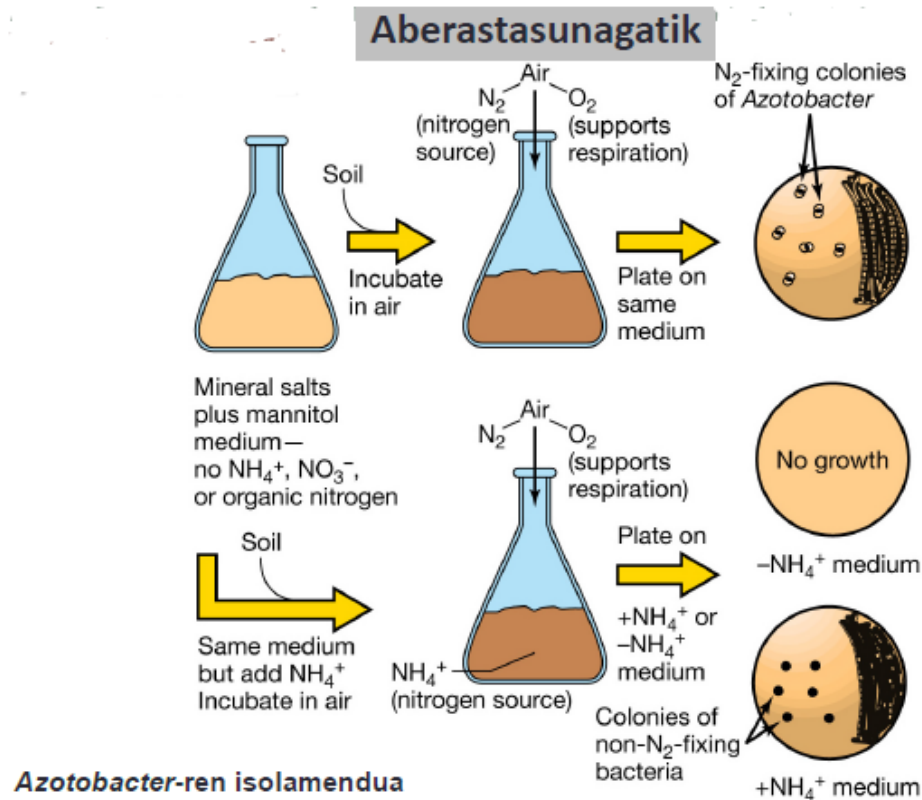 Aberastasunagatik
Air
N₂
O₂
(nitrogen
source)
(supports
respiration)
N₂-fixing colonies
of Azotobacter
Soil
Incubate
in air
Plate on
same
medium
Mineral salts
plus mannitol
medium—
no NH₄⁺, NO₃⁻,
or organic nitrogen
Air
N₂
O₂
(supports
respiration)
No growth
–NH₄⁺ medium
Soil
Same medium
but add NH₄⁺
Incubate in air
NH₄⁺
(nitrogen source)
Plate on
+NH₄⁺ or
–NH₄⁺
medium
Colonies of
non-N₂-fixing
bacteria
+NH₄⁺ medium
Azotobacter-ren isolamendua